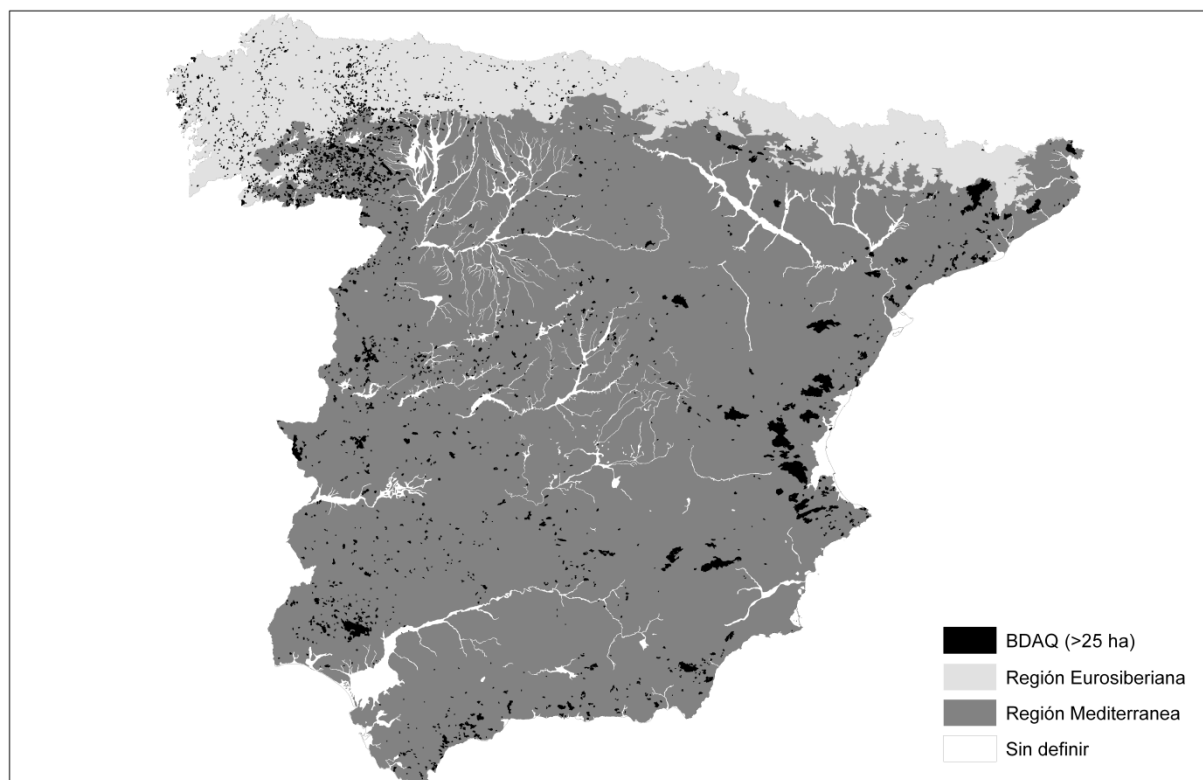 BDAQ (>25 ha)
Región Eurosiberiana
Región Mediterranea
Sin definir